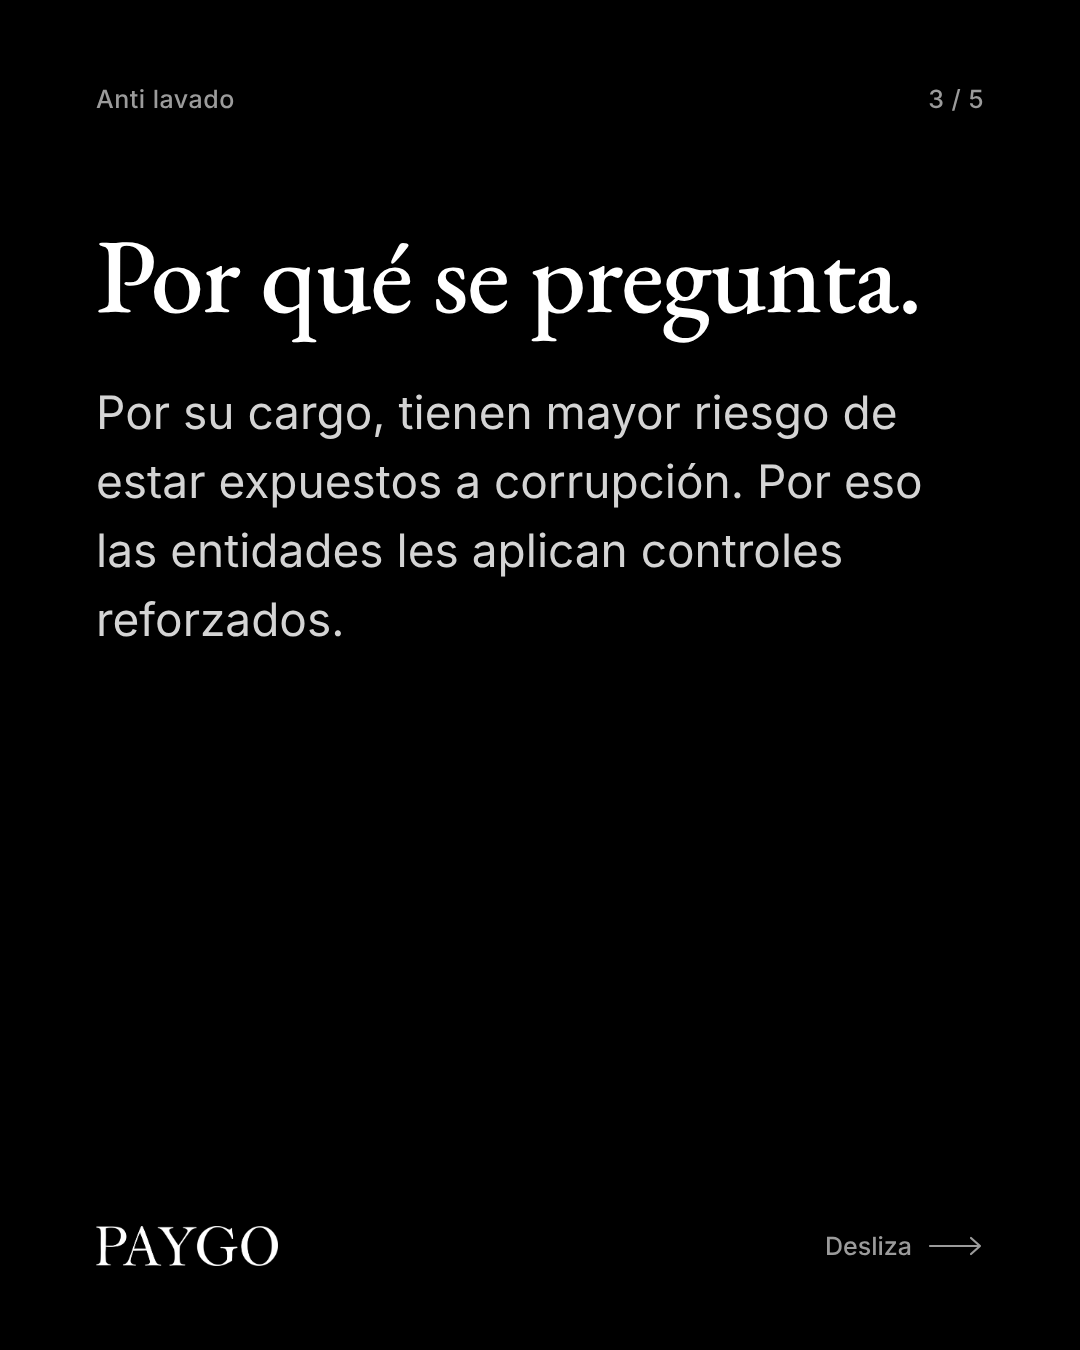 Anti lavado
3 / 5
Por qué se pregunta.
Por su cargo, tienen mayor riesgo de
estar expuestos a corrupción. Por eso
las entidades les aplican controles
reforzados.
PAYGO
Desliza